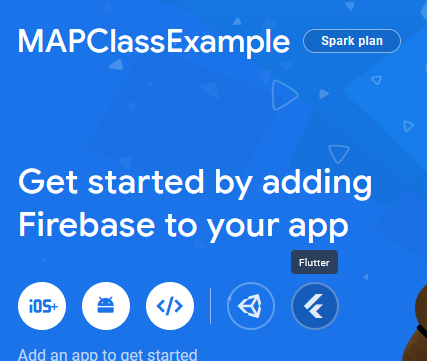 MAPClassExample
Spark plan
Get started by adding
Firebase to your app
Flutter
iOS+
Add an app to get started